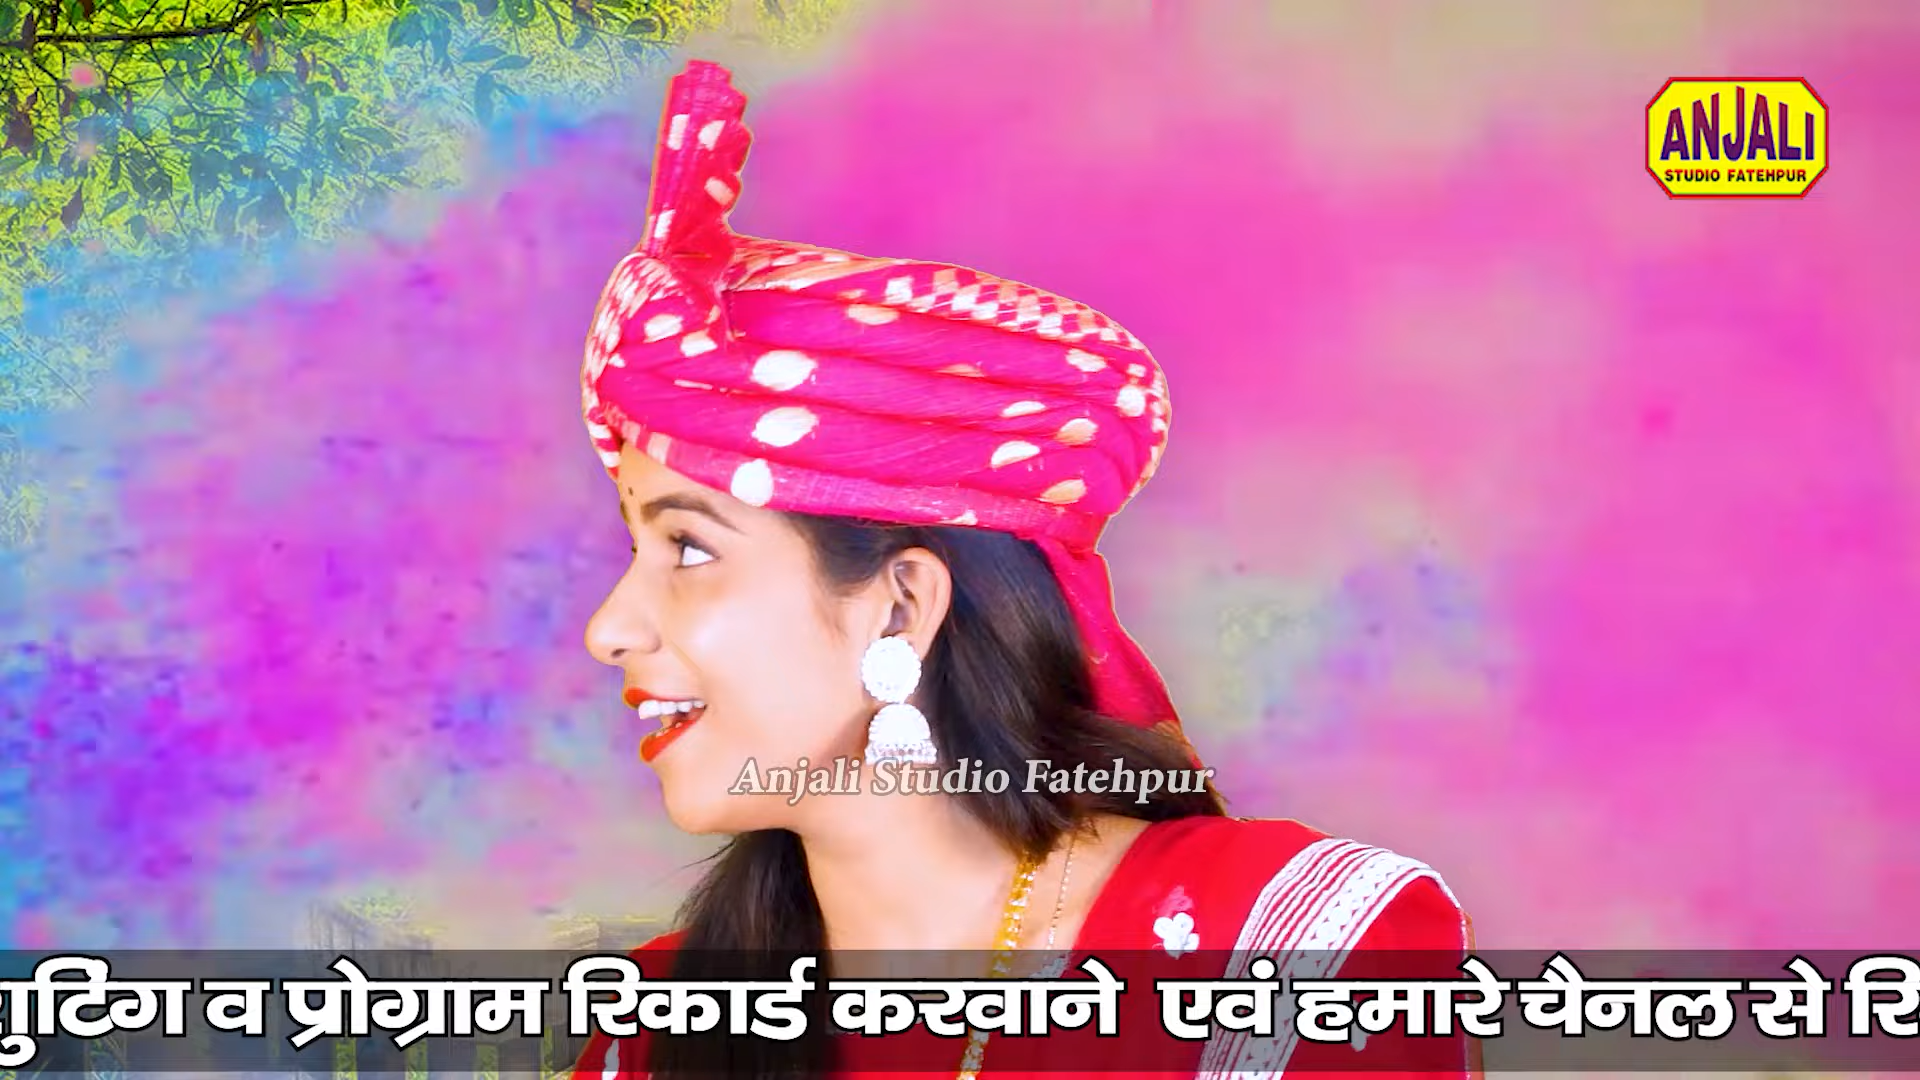 ANJALI
STUDIO FATEHPUR
Anjali Studio Fatehpur
व प्रोग्राम रिकार्ड करवाने एवं हमारे चैनल से